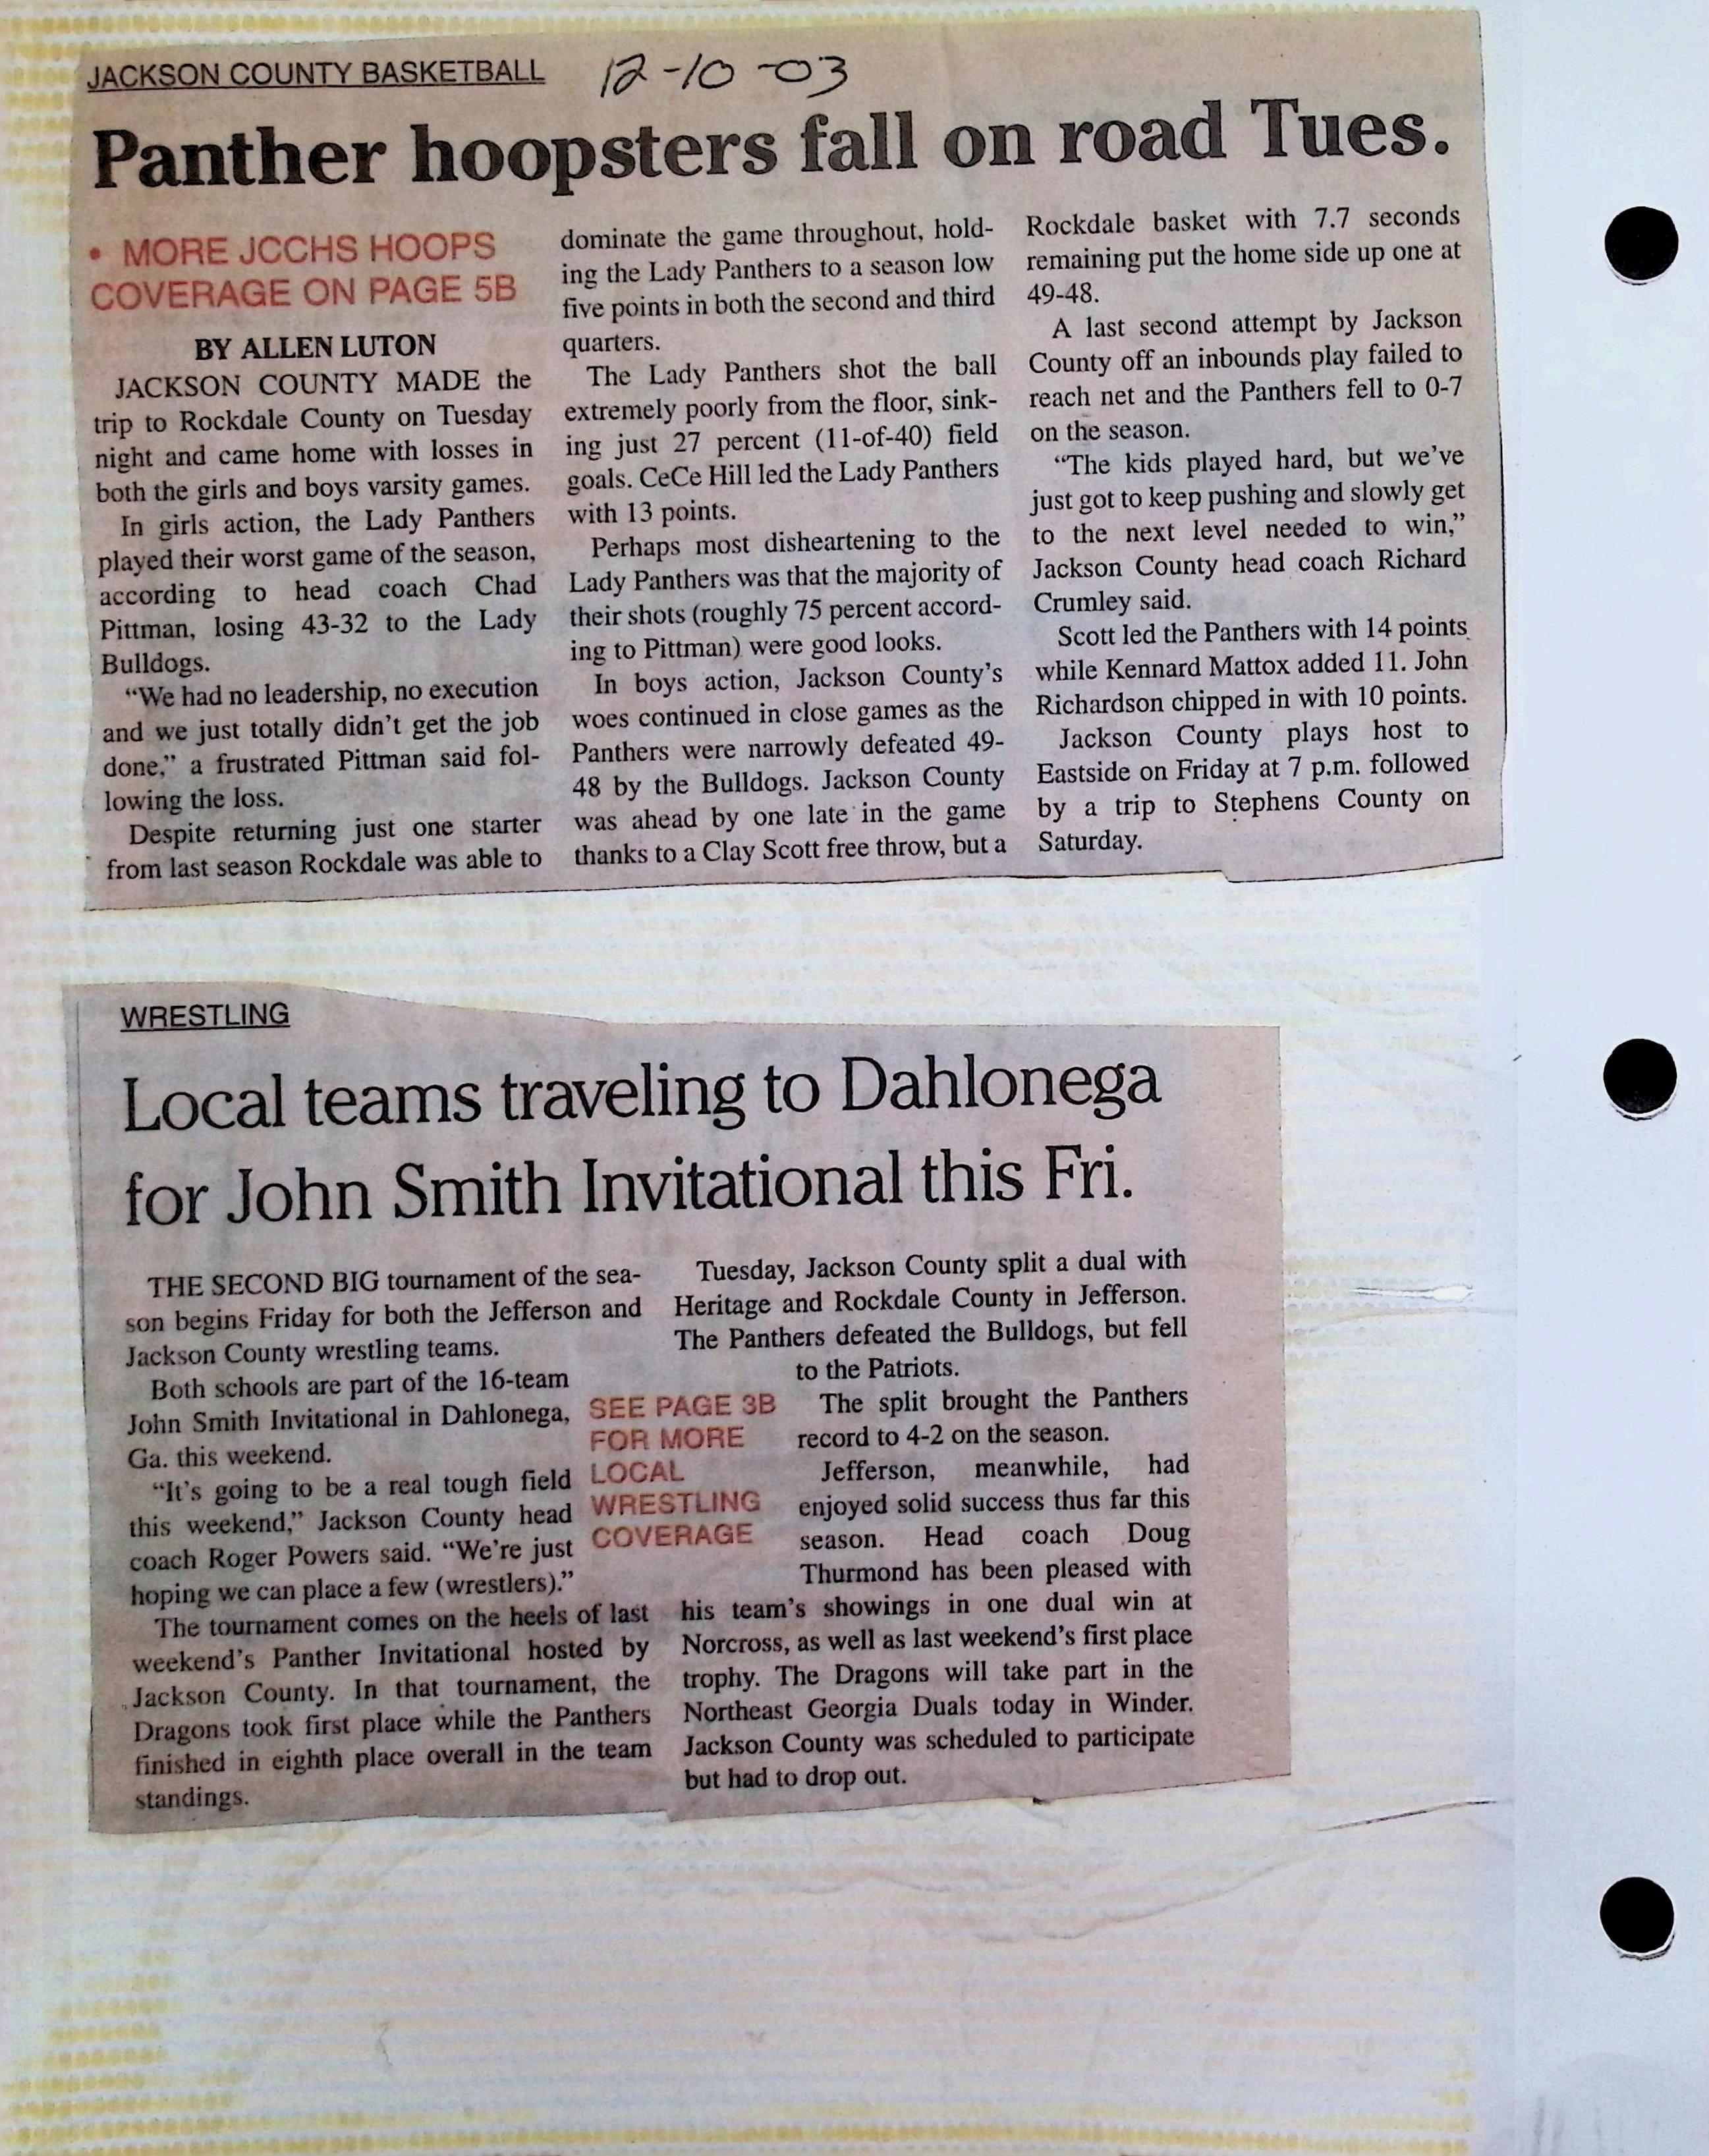 JACKSON COUNTY BASKETBALL
12-10-03
Panther hoopsters fall on road Tues.
• MORE JCCHS HOOPS
COVERAGE ON PAGE 5B
BY ALLEN LUTON
JACKSON COUNTY MADE the
trip to Rockdale County on Tuesday
night and came home with losses in
both the girls and boys varsity games.
In girls action, the Lady Panthers
played their worst game of the season,
according to head coach Chad
Pittman, losing 43-32 to the Lady
Bulldogs.
“We had no leadership, no execution
and we just totally didn’t get the job
done,” a frustrated Pittman said fol-
lowing the loss.
Despite returning just one starter
from last season Rockdale was able to
dominate the game throughout, hold-
ing the Lady Panthers to a season low
five points in both the second and third
quarters.
The Lady Panthers shot the ball
extremely poorly from the floor, sink-
ing just 27 percent (11-of-40) field
goals. CeCe Hill led the Lady Panthers
with 13 points.
Perhaps most disheartening to the
Lady Panthers was that the majority of
their shots (roughly 75 percent accord-
ing to Pittman) were good looks.
In boys action, Jackson County’s
woes continued in close games as the
Panthers were narrowly defeated 49-
48 by the Bulldogs. Jackson County
was ahead by one late in the game
thanks to a Clay Scott free throw, but a
Rockdale basket with 7.7 seconds
remaining put the home side up one at
49-48.
A last second attempt by Jackson
County off an inbounds play failed to
reach net and the Panthers fell to 0-7
on the season.
“The kids played hard, but we’ve
just got to keep pushing and slowly get
to the next level needed to win,”
Jackson County head coach Richard
Crumley said.
Scott led the Panthers with 14 points
while Kennard Mattox added 11. John
Richardson chipped in with 10 points.
Jackson County plays host to
Eastside on Friday at 7 p.m. followed
by a trip to Stephens County on
Saturday.
WRESTLING
Local teams traveling to Dahlonega
for John Smith Invitational this Fri.
THE SECOND BIG tournament of the sea-
son begins Friday for both the Jefferson and
Jackson County wrestling teams.
Both schools are part of the 16-team
John Smith Invitational in Dahlonega,
Ga. this weekend.
“It's going to be a real tough field
this weekend,” Jackson County head
coach Roger Powers said. “We’re just
hoping we can place a few (wrestlers).”
The tournament comes on the heels of last
weekend’s Panther Invitational hosted by
Jackson County. In that tournament, the
Dragons took first place while the Panthers
finished in eighth place overall in the team
standings.
SEE PAGE 3B
FOR MORE
LOCAL
WRESTLING
COVERAGE
Tuesday, Jackson County split a dual with
Heritage and Rockdale County in Jefferson.
The Panthers defeated the Bulldogs, but fell
to the Patriots.
The split brought the Panthers
record to 4-2 on the season.
Jefferson, meanwhile, had
enjoyed solid success thus far this
season. Head coach Doug
Thurmond has been pleased with
his team’s showings in one dual win at
Norcross, as well as last weekend’s first place
trophy. The Dragons will take part in the
Northeast Georgia Duals today in Winder.
Jackson County was scheduled to participate
but had to drop out.